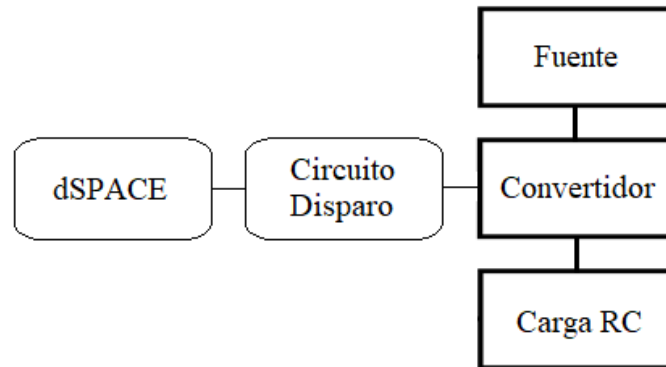 Fuente
dSPACE
Circuito
Disparo
Convertidor
Carga RC